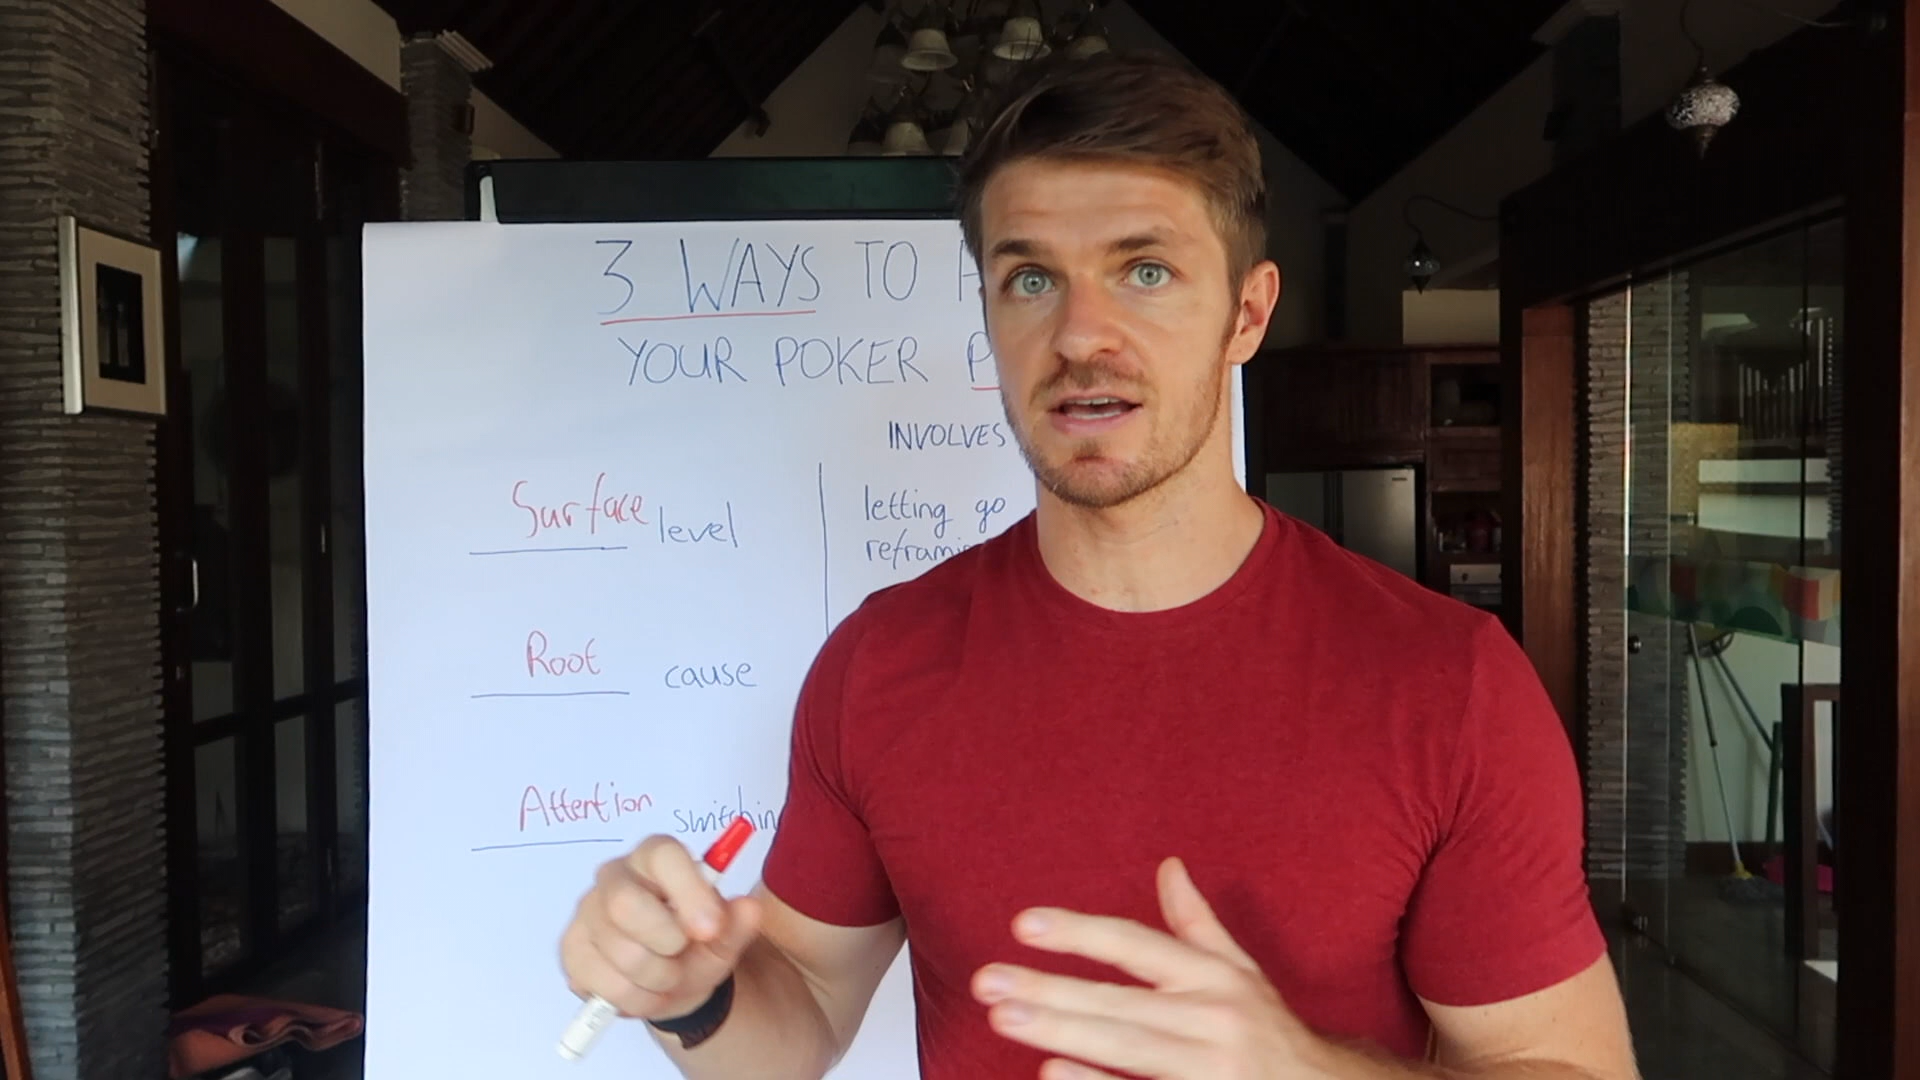 3 WAYS TO
YOUR POKER
INVOLVES
Surface level
letting go
Root cause
Attention